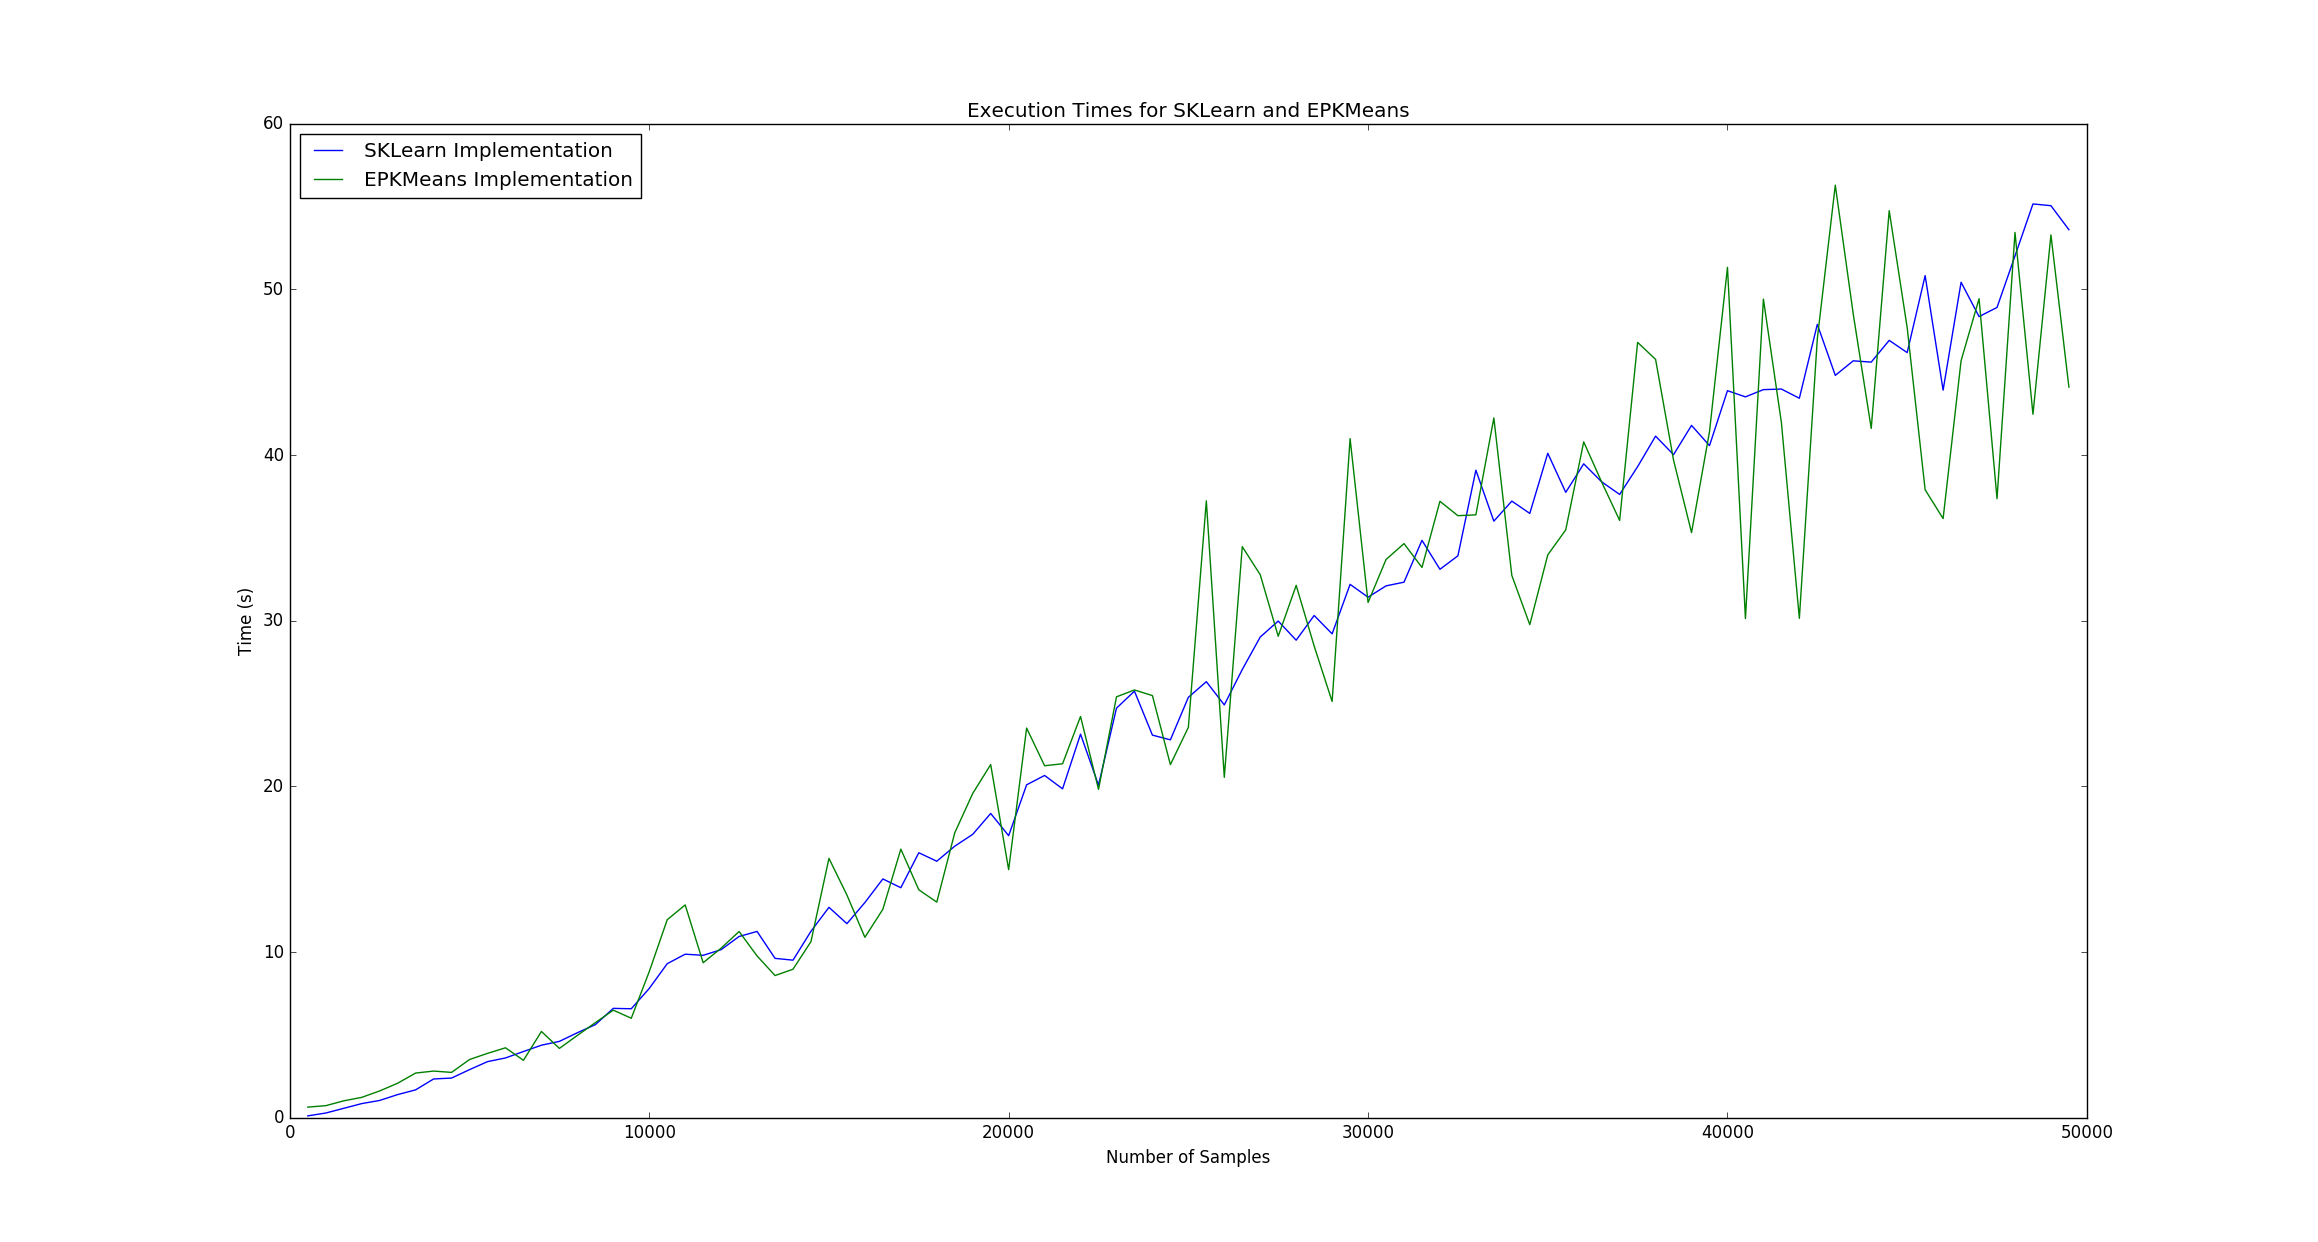 Execution Times for SKLearn and EPKMeans
SKLearn Implementation
EPKMeans Implementation
60
50
40
30
20
10
0
Time (s)
0 10000 20000 30000 40000 50000
Number of Samples